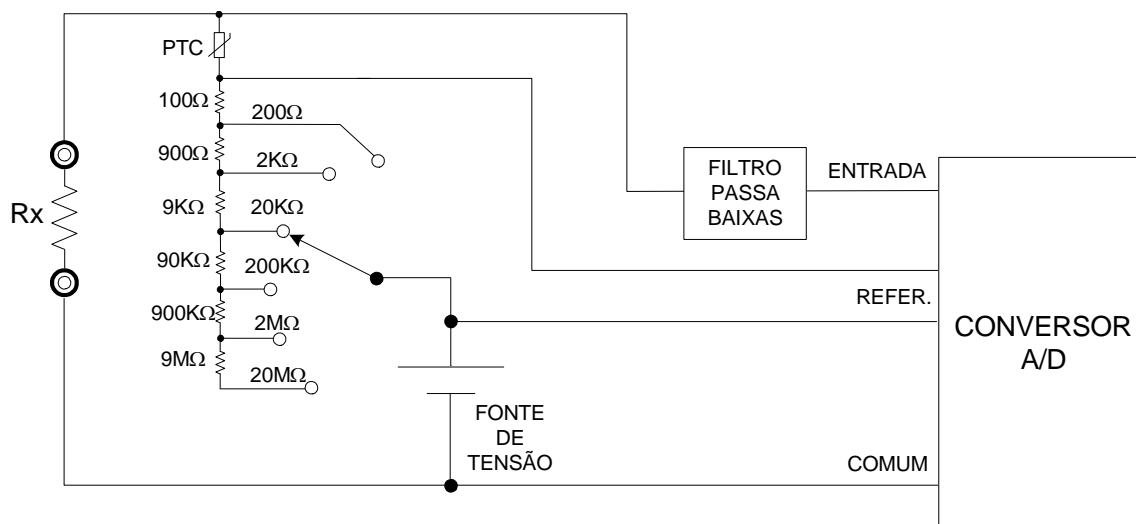 PTC
100Ω
200Ω
900Ω
2KΩ
Rx
9KΩ
20KΩ
90KΩ
200KΩ
900KΩ
2MΩ
9MΩ
20MΩ
FILTRO
PASSA
BAIXAS
ENTRADA
REFER.
CONVERSOR
A/D
FONTE
DE
TENSÃO
COMUM